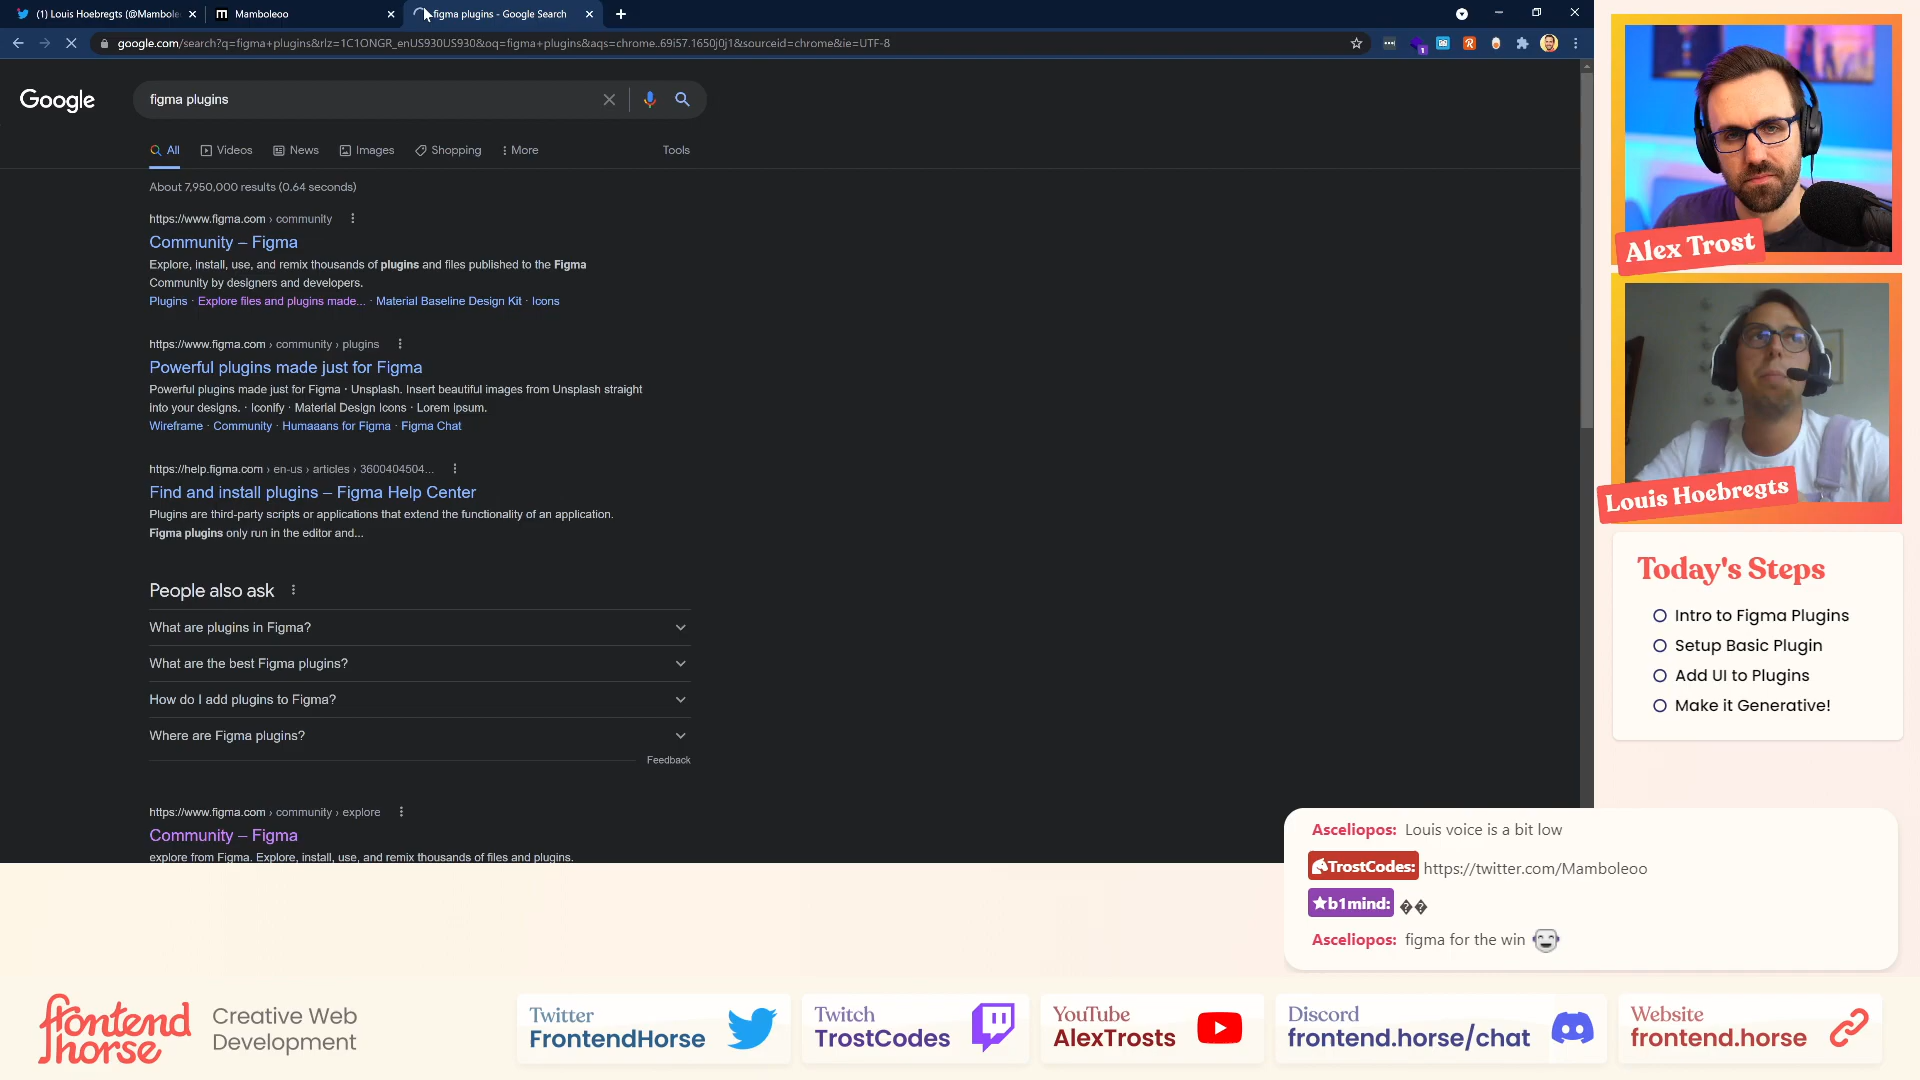 (1) Louis Hoebregts (@Mambole
Mamboleoo
figma plugins - Google Search
google.com/search?q=figma+plugins&rlz=1C1ONGR_enUS930US930&oq=figma+plugins&aqs=chrome..69i57.1650j0j1&sourceid=chrome&ie=UTF-8
Google
figma plugins
All
Videos
News
Images
Shopping
More
Tools
About 7,950,000 results (0.64 seconds)
https://www.figma.com › community
Community – Figma
Explore, install, use, and remix thousands of plugins and files published to the Figma
Community by designers and developers.
Plugins · Explore files and plugins made... · Material Baseline Design Kit · Icons
https://www.figma.com › community › plugins
Powerful plugins made just for Figma
Powerful plugins made just for Figma · Unsplash. Insert beautiful images from Unsplash straight
into your designs. · Iconify · Material Design Icons · Lorem ipsum.
Wireframe · Community · Humaaans for Figma · Figma Chat
https://help.figma.com › en-us › articles › 3600404504...
Find and install plugins – Figma Help Center
Plugins are third-party scripts or applications that extend the functionality of an application.
Figma plugins only run in the editor and...
People also ask
What are plugins in Figma?
What are the best Figma plugins?
How do I add plugins to Figma?
Where are Figma plugins?
Feedback
https://www.figma.com › community › explore
Community – Figma
explore from Figma. Explore, install, use, and remix thousands of files and plugins.
Alex Trost
Louis Hoebregts
Today's Steps
Intro to Figma Plugins
Setup Basic Plugin
Add UI to Plugins
Make it Generative!
Asceliopos: Louis voice is a bit low
TrostCodes: https://twitter.com/Mamboleoo
b1mind: ��
Asceliopos: figma for the win
frontend
horse
Creative Web
Development
Twitter
FrontendHorse
Twitch
TrostCodes
YouTube
AlexTrosts
Discord
frontend.horse/chat
Website
frontend.horse